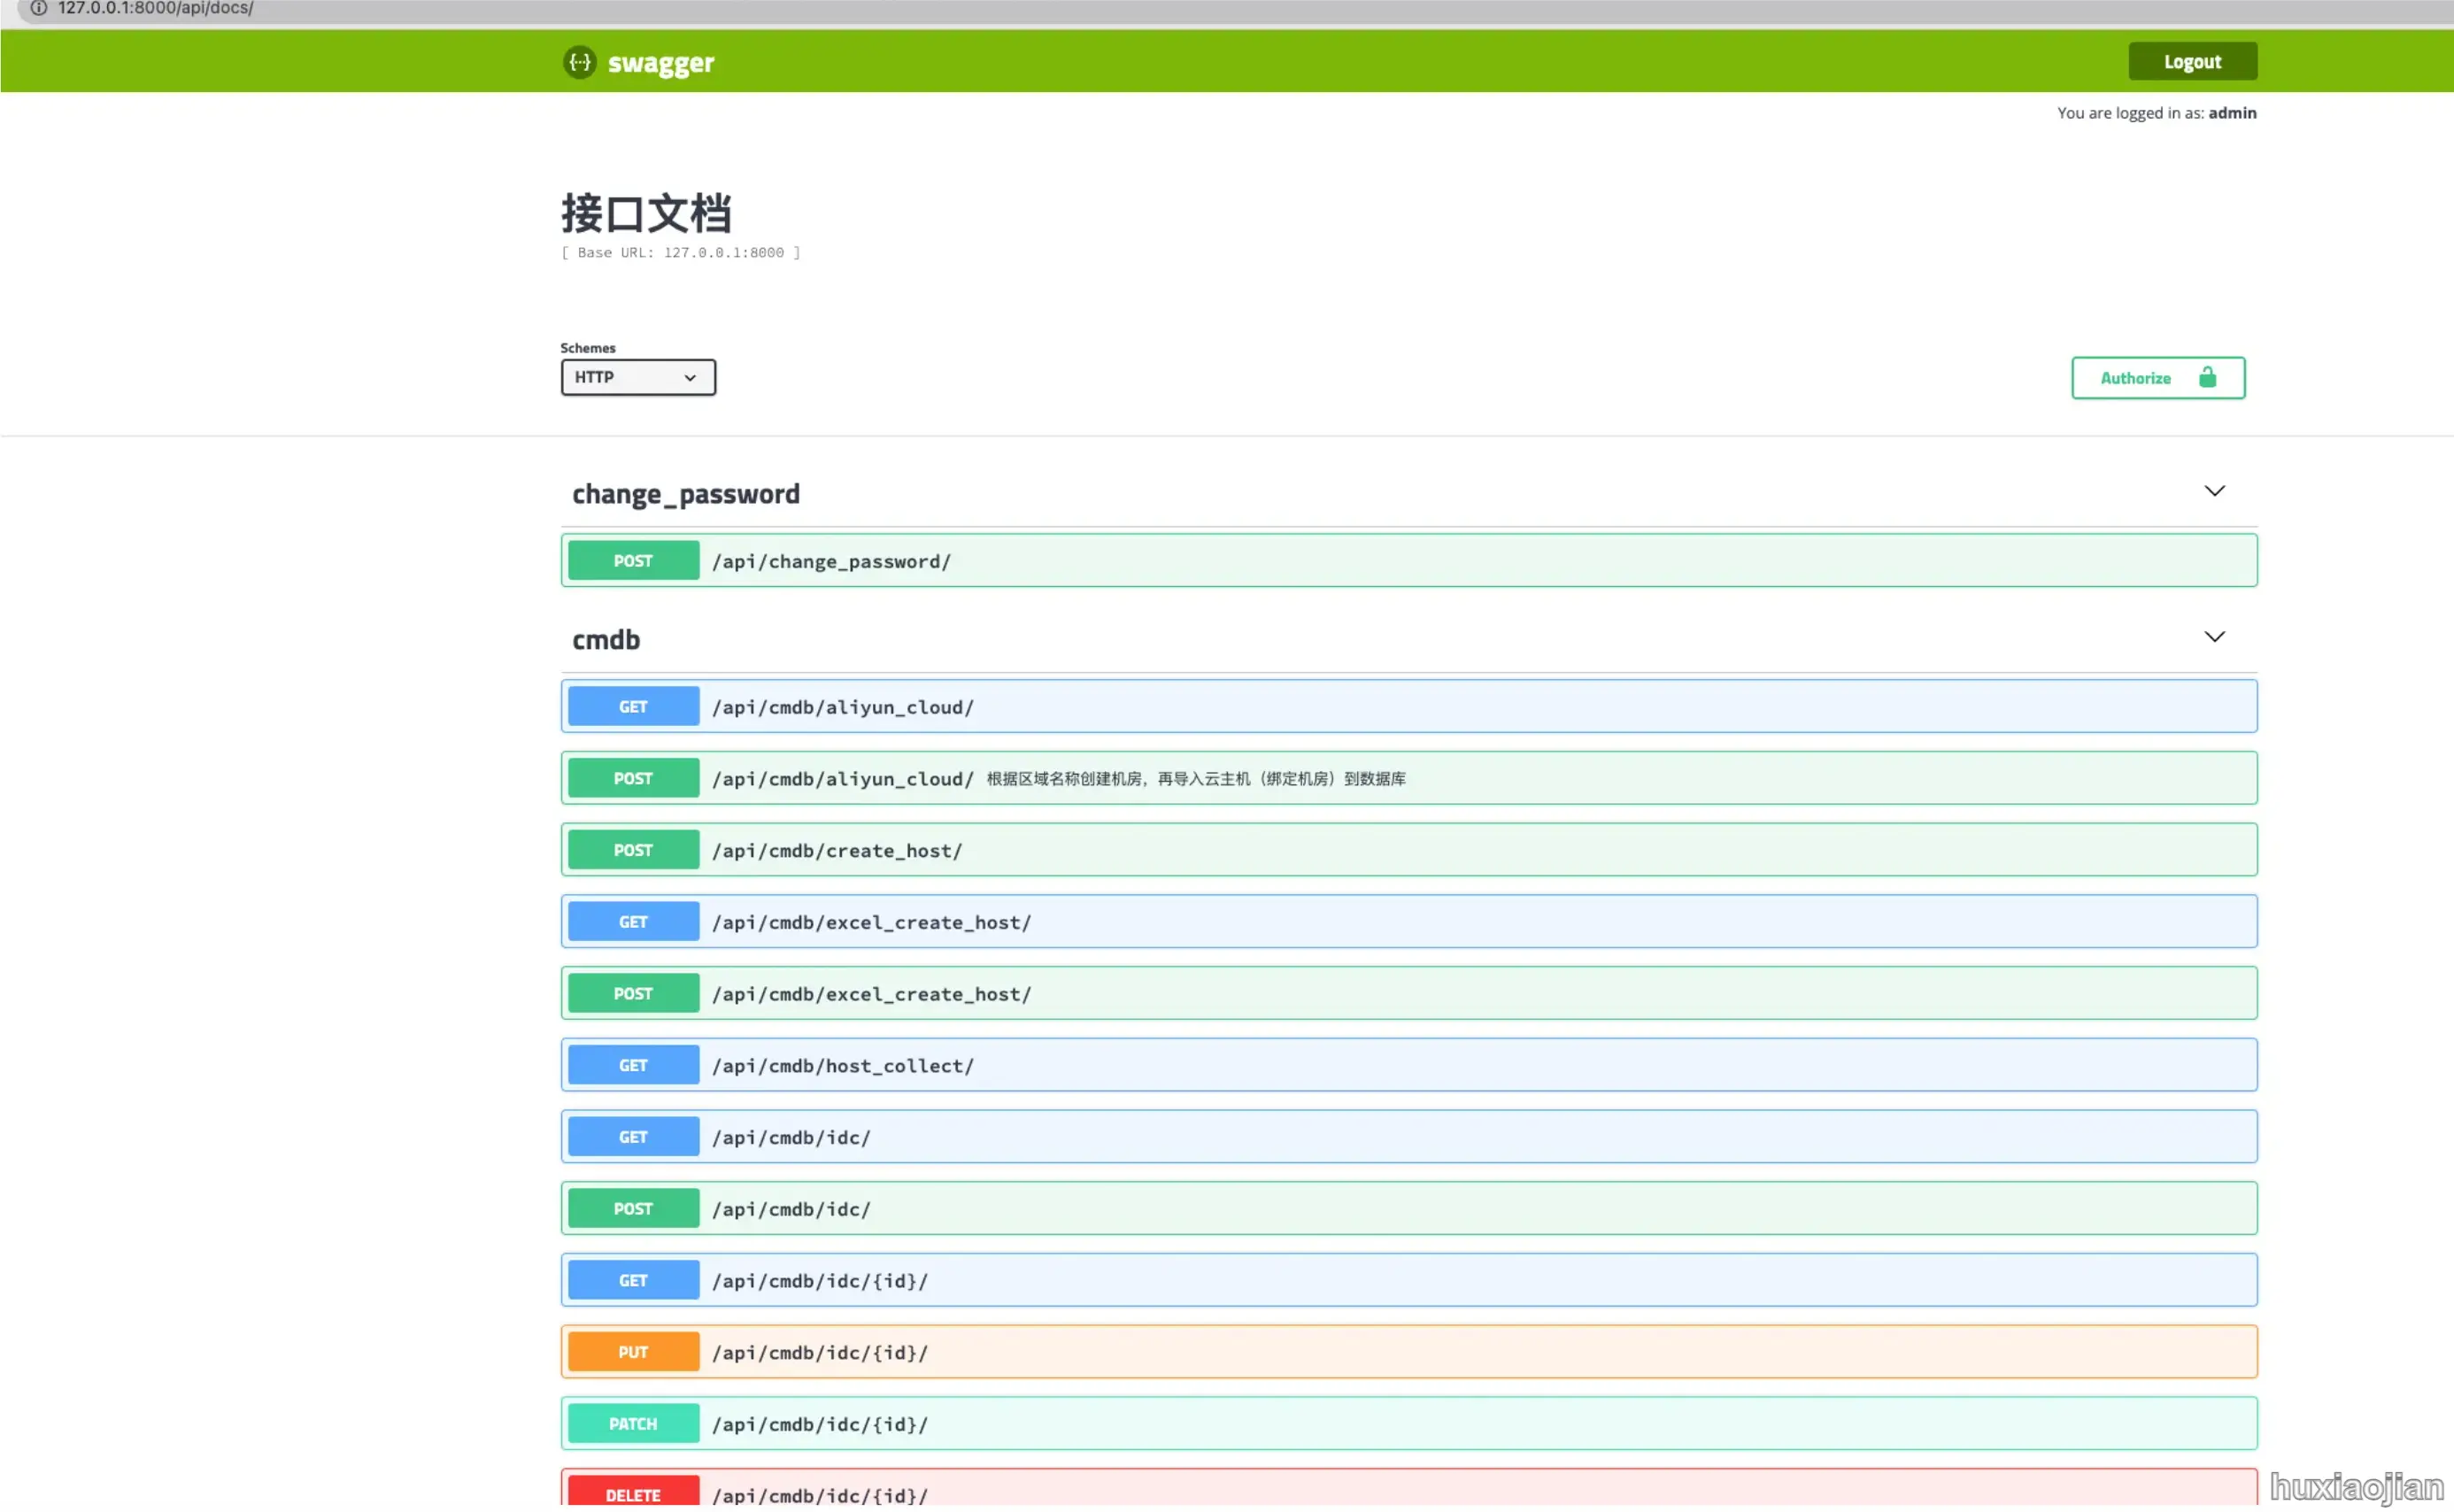 127.0.0.1:8000/api/docs/
{···} swagger
Logout
You are logged in as: admin
接口文档
[ Base URL: 127.0.0.1:8000 ]
Schemes
HTTP
Authorize
change_password
POST /api/change_password/
cmdb
GET /api/cmdb/aliyun_cloud/
POST /api/cmdb/aliyun_cloud/ 根据区域名称创建机房，再导入云主机（绑定机房）到数据库
POST /api/cmdb/create_host/
GET /api/cmdb/excel_create_host/
POST /api/cmdb/excel_create_host/
GET /api/cmdb/host_collect/
GET /api/cmdb/idc/
POST /api/cmdb/idc/
GET /api/cmdb/idc/{id}/
PUT /api/cmdb/idc/{id}/
PATCH /api/cmdb/idc/{id}/
DELETE /api/cmdb/idc/{id}/
huxiaojian